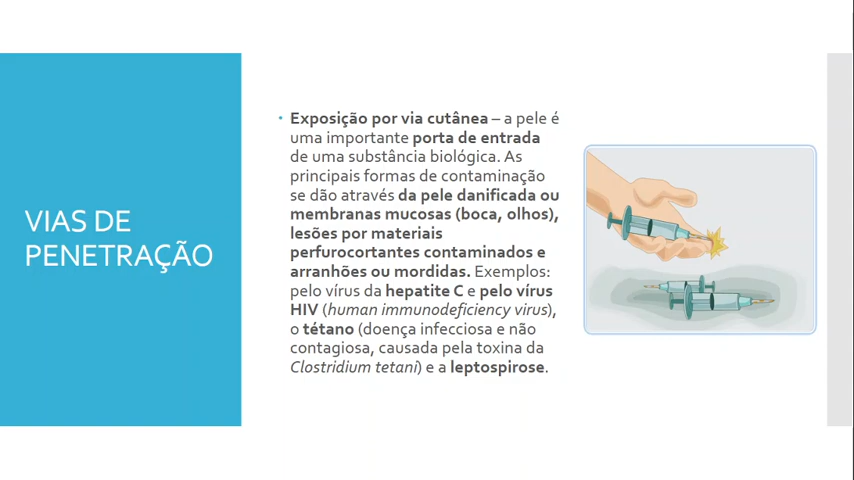 VIAS DE
PENETRAÇÃO
• Exposição por via cutânea – a pele é
uma importante porta de entrada
de uma substância biológica. As
principais formas de contaminação
se dão através da pele danificada ou
membranas mucosas (boca, olhos),
lesões por materiais
perfurocortantes contaminados e
arranhões ou mordidas. Exemplos:
pelo vírus da hepatite C e pelo vírus
HIV (human immunodeficiency virus),
o tétano (doença infecciosa e não
contagiosa, causada pela toxina da
Clostridium tetani) e a leptospirose.